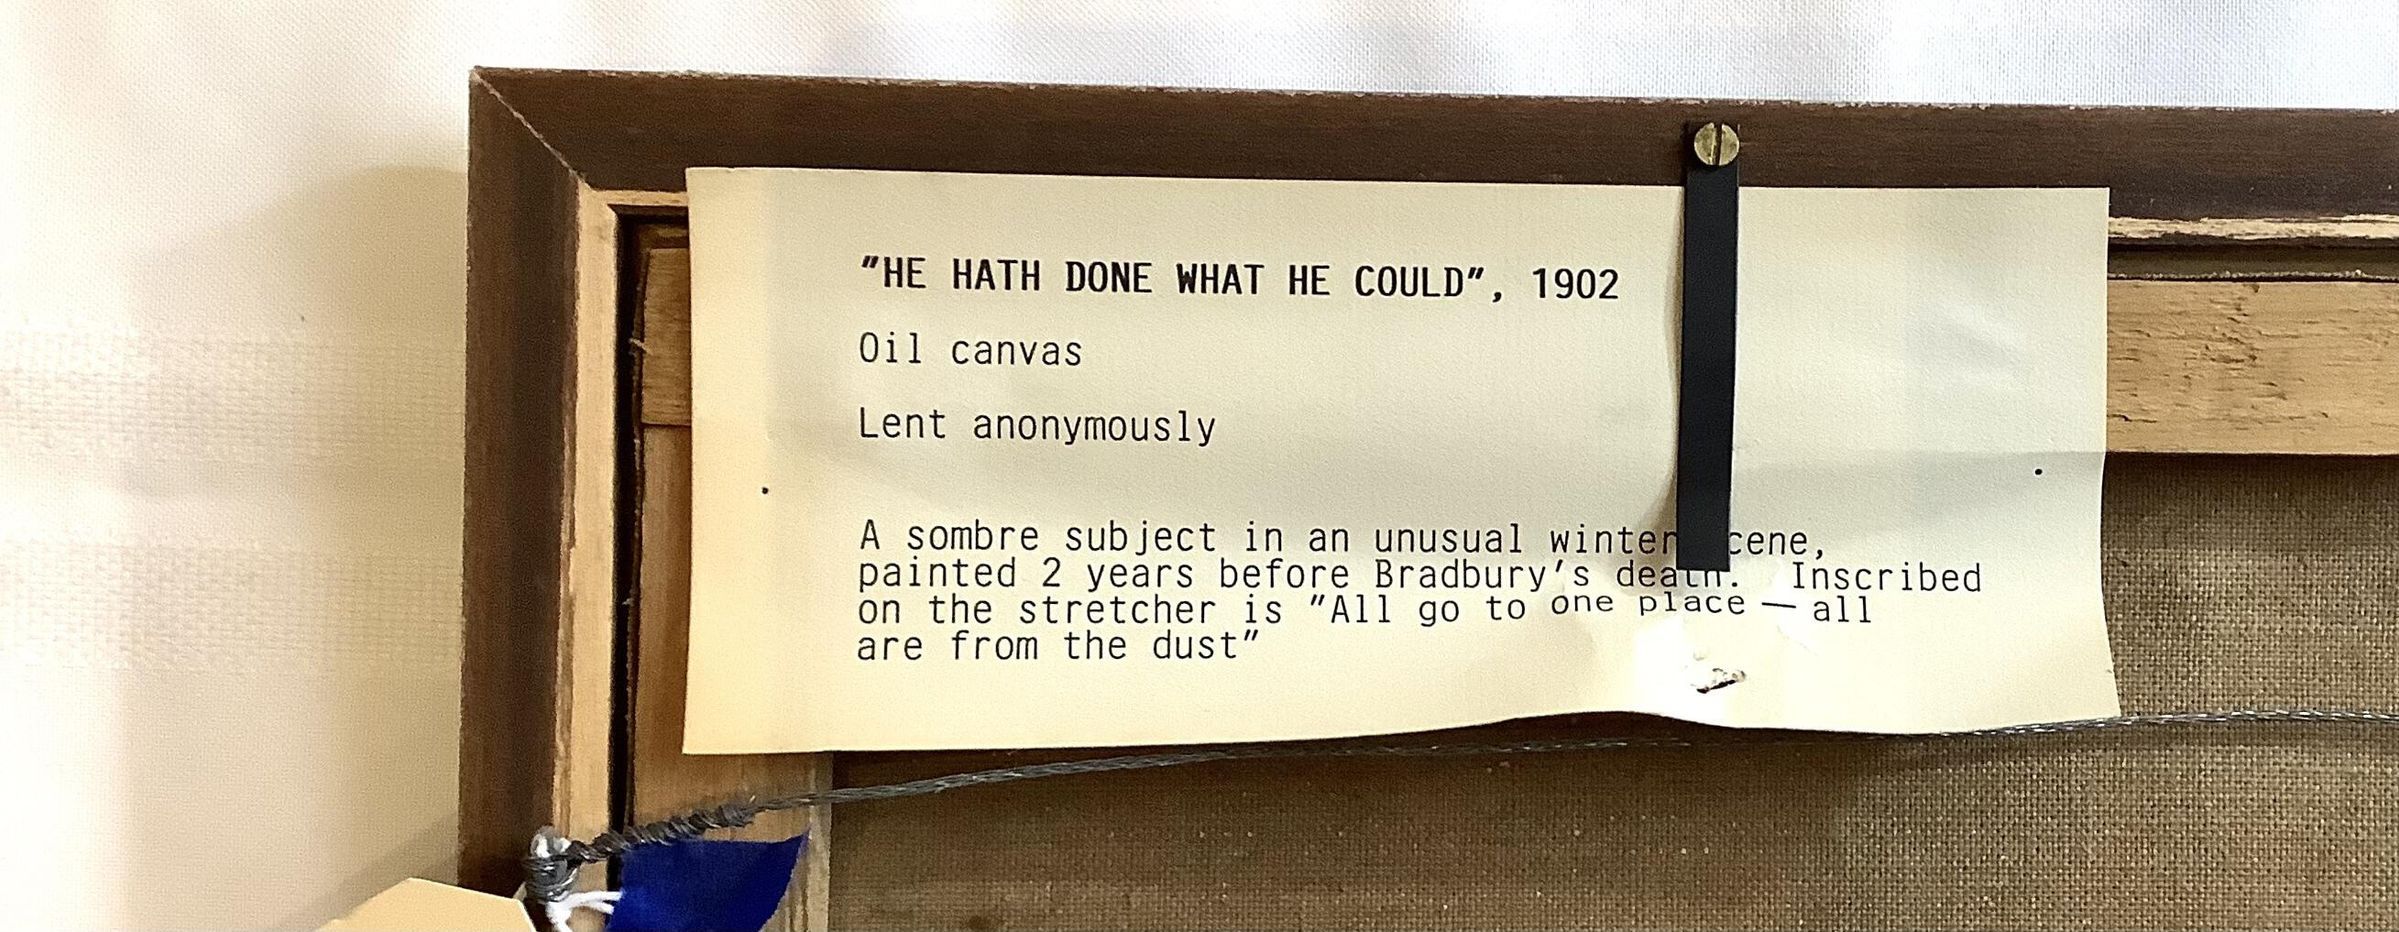 "HE HATH DONE WHAT HE COULD", 1902
Oil canvas
Lent anonymously
A sombre subject in an unusual winter scene,
painted 2 years before Bradbury's death. Inscribed
on the stretcher is "All go to one place — all
are from the dust"